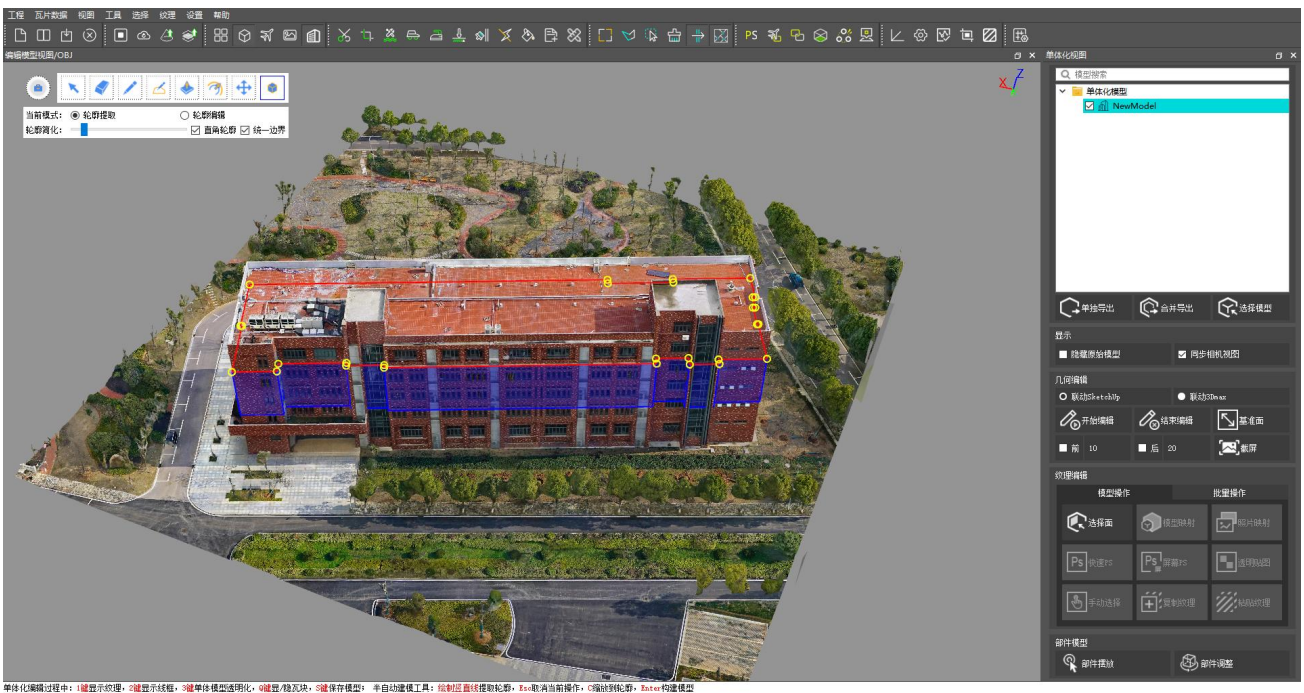 工程 瓦片数据 视图 工具 选择 纹理 设置 帮助
PS
编辑模型视图/OBJ
单体化视图
当前模式: 轮廓提取 轮廓编辑
轮廓简化: 直角轮廓 统一边界
X Z
模型搜索
单体化模型
NewModel
单独导出 合并导出 选择模型
显示
隐藏原始模型 同步相机视图
几何编辑
联动SketchUp 联动3Dmax
开始编辑 结束编辑 基准面
前 10 后 20 截屏
纹理编辑
模型操作 批量操作
选择面 模型映射 照片映射
Ps 快速PS Ps 屏幕PS 透明贴图
手动选择 复制纹理 粘贴纹理
部件模型
部件摆放 部件调整
单体化编辑过程中: 1键显示纹理, 2键显示线框, 3键单体模型透明化, Q键显/隐瓦块, S键保存模型; 半自动建模工具: 绘制竖直线提取轮廓, Esc取消当前操作, C缩放到轮廓, Enter构建模型